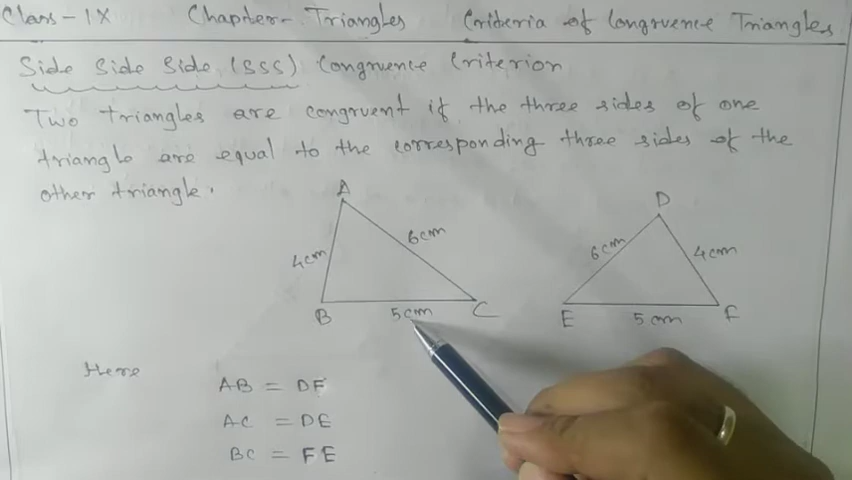 Class - IX Chapter - Triangles Criteria of Congruence Triangles
Side Side Side (SSS) Congruence Criterion
Two triangles are congruent if the three sides of one
triangle are equal to the corresponding three sides of the
other triangle.
A
D
4cm
6cm
6cm
4cm
B
5cm
C
E
5cm
F
Here
AB = DF
AC = DE
BC = FE